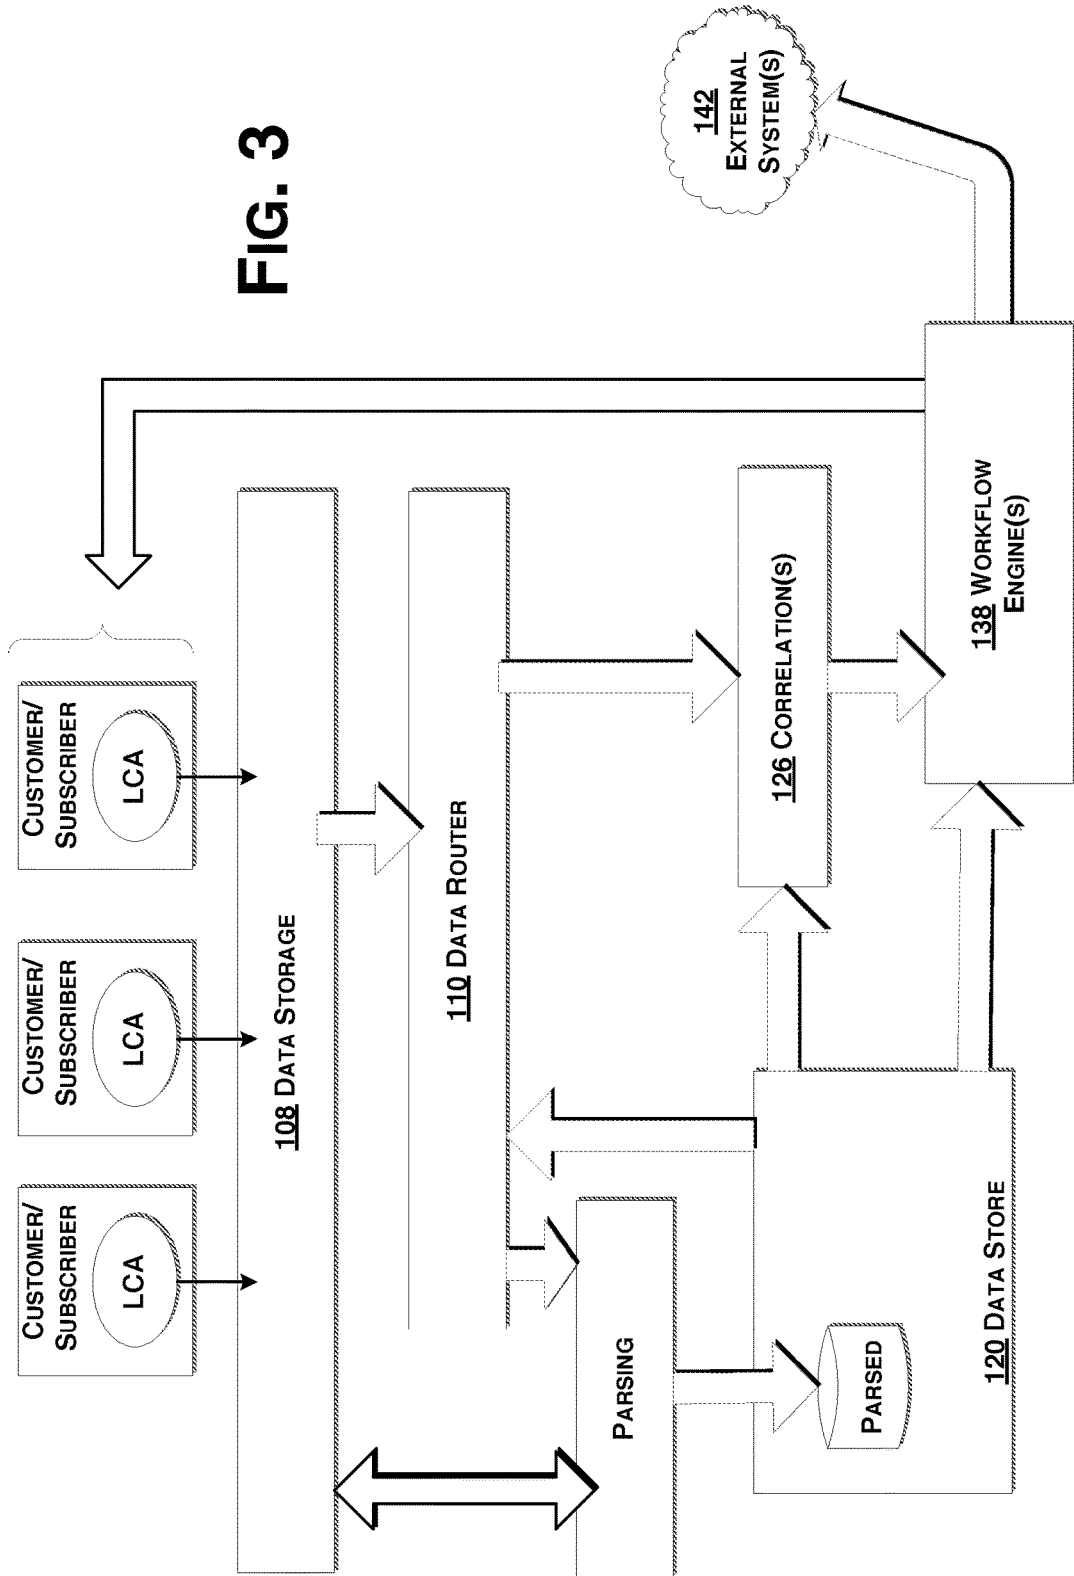 CUSTOMER/
SUBSCRIBER
LCA
CUSTOMER/
SUBSCRIBER
LCA
CUSTOMER/
SUBSCRIBER
LCA
108 DATA STORAGE
110 DATA ROUTER
PARSING
PARSED
120 DATA STORE
126 CORRELATION(S)
138 WORKFLOW
ENGINE(S)
142
EXTERNAL
SYSTEM(S)
FIG. 3